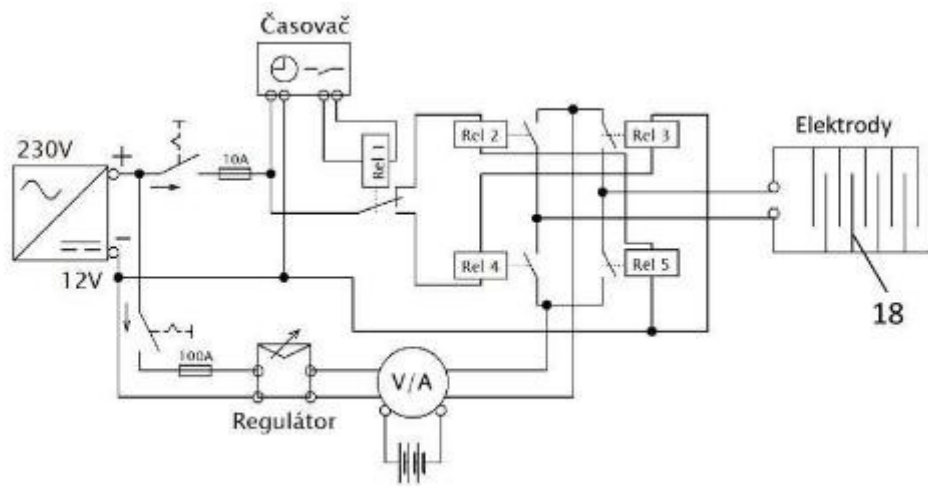 Časovač
230V
+
10A
Rel 1
Rel 2
Rel 3
Elektrody
−
12V
Rel 4
Rel 5
18
100A
V/A
Regulátor